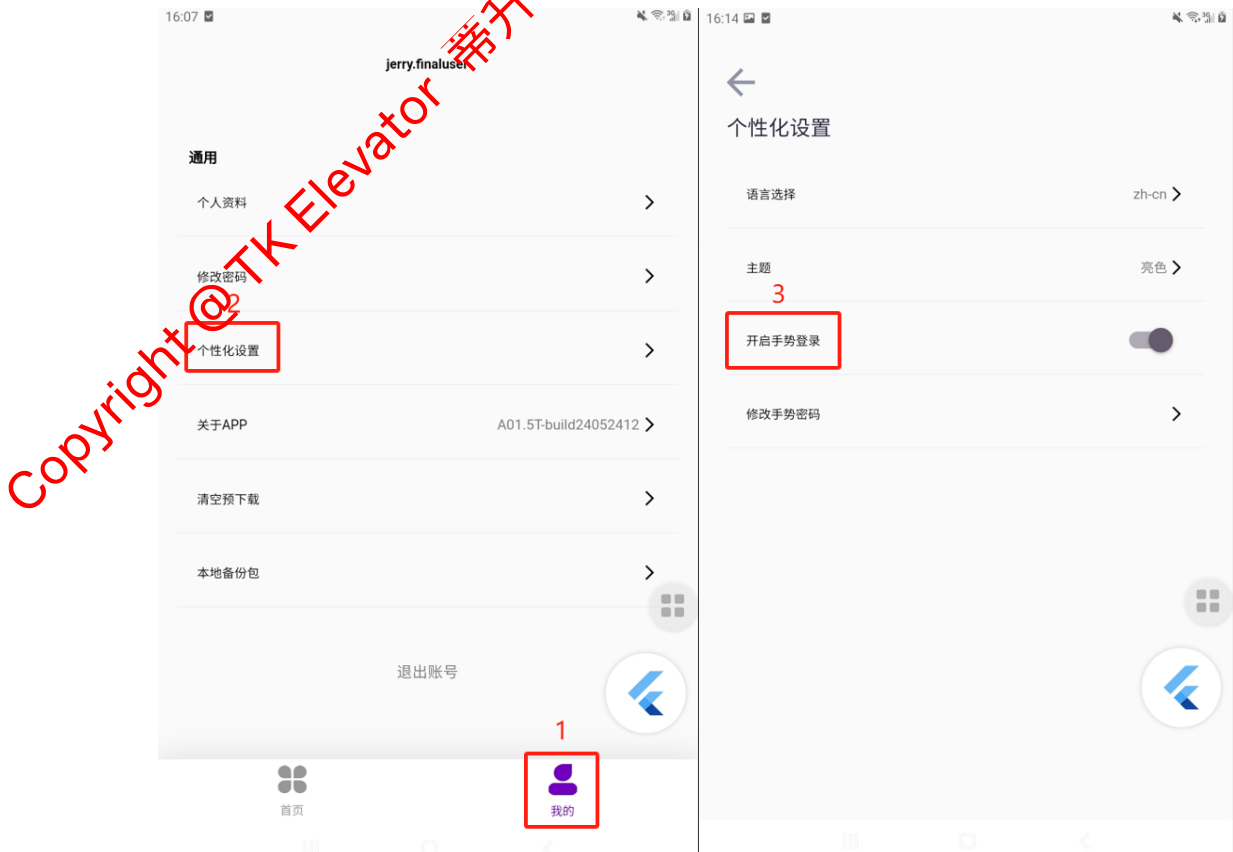 16:07
jerry.finaluser
通用
个人资料
修改密码
2
个性化设置
关于APP A01.5T-build24052412
清空预下载
本地备份包
退出账号
1
首页
我的
Copyright @ TK Elevator 蒂升
16:14
个性化设置
语言选择 zh-cn
主题 亮色
3
开启手势登录
修改手势密码